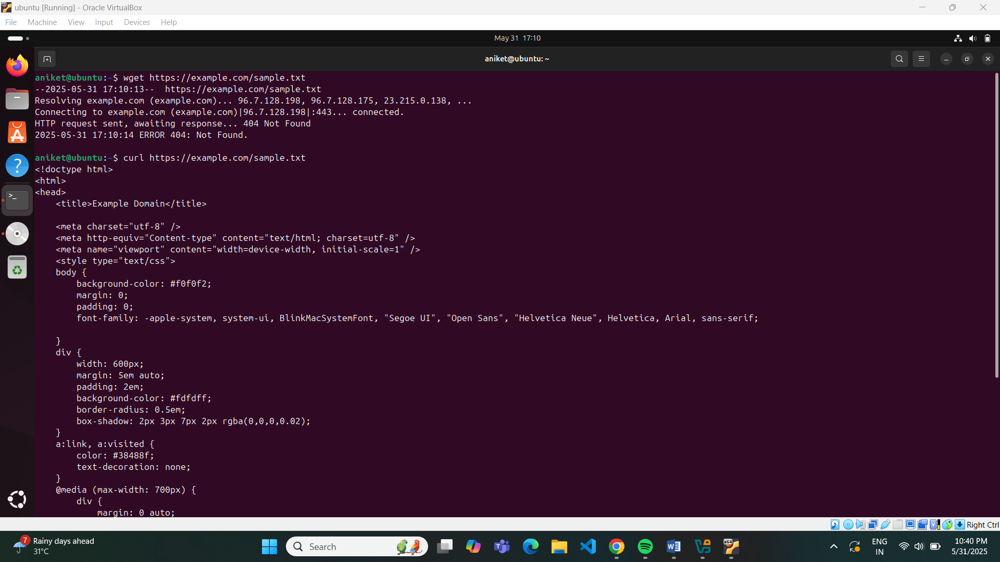 ubuntu [Running] - Oracle VirtualBox
File Machine View Input Devices Help
May 31 17:10
aniket@ubuntu: ~
aniket@ubuntu:~$ wget https://example.com/sample.txt
--2025-05-31 17:10:13--  https://example.com/sample.txt
Resolving example.com (example.com)... 96.7.128.198, 96.7.128.175, 23.215.0.138, ...
Connecting to example.com (example.com)|96.7.128.198|:443... connected.
HTTP request sent, awaiting response... 404 Not Found
2025-05-31 17:10:14 ERROR 404: Not Found.
aniket@ubuntu:~$ curl https://example.com/sample.txt
<!doctype html>
<html>
<head>
    <title>Example Domain</title>
    <meta charset="utf-8" />
    <meta http-equiv="Content-type" content="text/html; charset=utf-8" />
    <meta name="viewport" content="width=device-width, initial-scale=1" />
    <style type="text/css">
    body {
        background-color: #f0f0f2;
        margin: 0;
        padding: 0;
        font-family: -apple-system, system-ui, BlinkMacSystemFont, "Segoe UI", "Open Sans", "Helvetica Neue", Helvetica, Arial, sans-serif;
    }
    div {
        width: 600px;
        margin: 5em auto;
        padding: 2em;
        background-color: #fdfdff;
        border-radius: 0.5em;
        box-shadow: 2px 3px 7px 2px rgba(0,0,0,0.02);
    }
    a:link, a:visited {
        color: #38488f;
        text-decoration: none;
    }
    @media (max-width: 700px) {
        div {
            margin: 0 auto;
Right Ctrl
7
Rainy days ahead
31°C
Search
ENG
IN
10:40 PM
5/31/2025